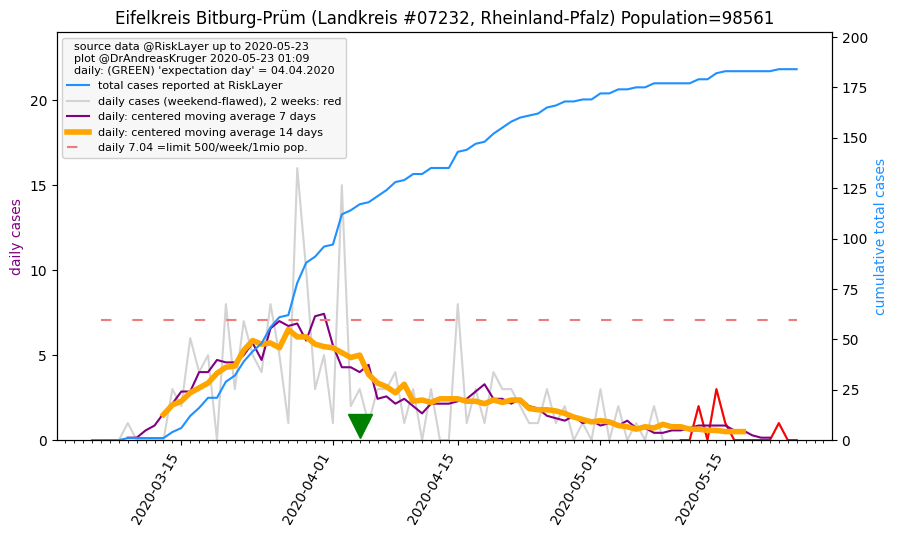 Eifelkreis Bitburg-Prüm (Landkreis #07232, Rheinland-Pfalz) Population=98561
source data @RiskLayer up to 2020-05-23
plot @DrAndreasKruger 2020-05-23 01:09
daily: (GREEN) 'expectation day' = 04.04.2020
total cases reported at RiskLayer
daily cases (weekend-flawed), 2 weeks: red
daily: centered moving average 7 days
daily: centered moving average 14 days
daily 7.04 =limit 500/week/1mio pop.
daily cases
20
15
10
5
0
200
175
150
125
100
75
50
25
0
cumulative total cases
2020-03-15
2020-04-01
2020-04-15
2020-05-01
2020-05-15